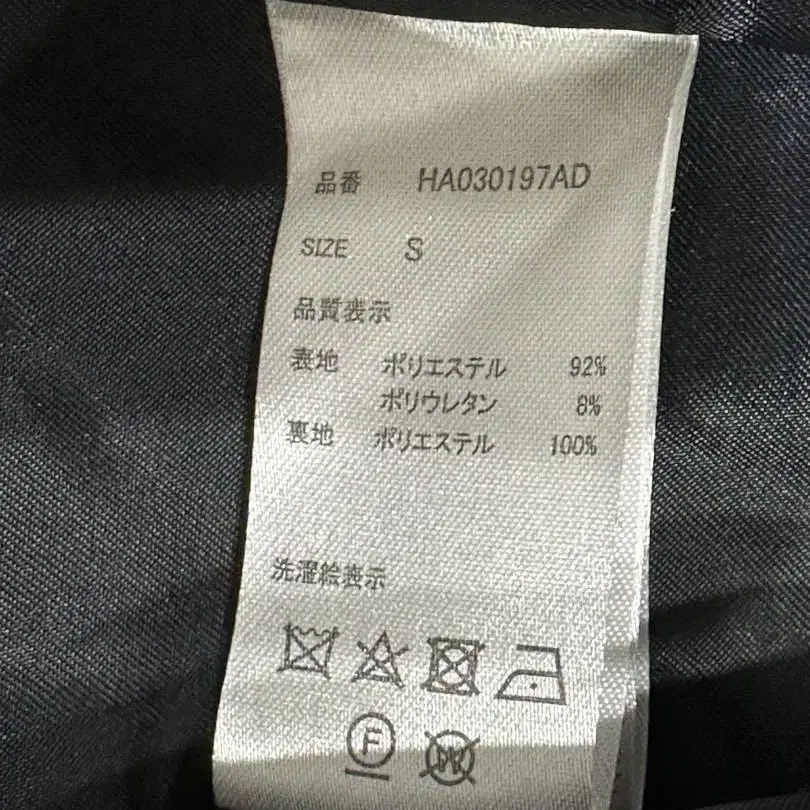 品番 HA030197AD
SIZE S
品質表示
表地 ポリエステル 92%
ポリウレタン 8%
裏地 ポリエステル 100%
洗濯絵表示
F
W